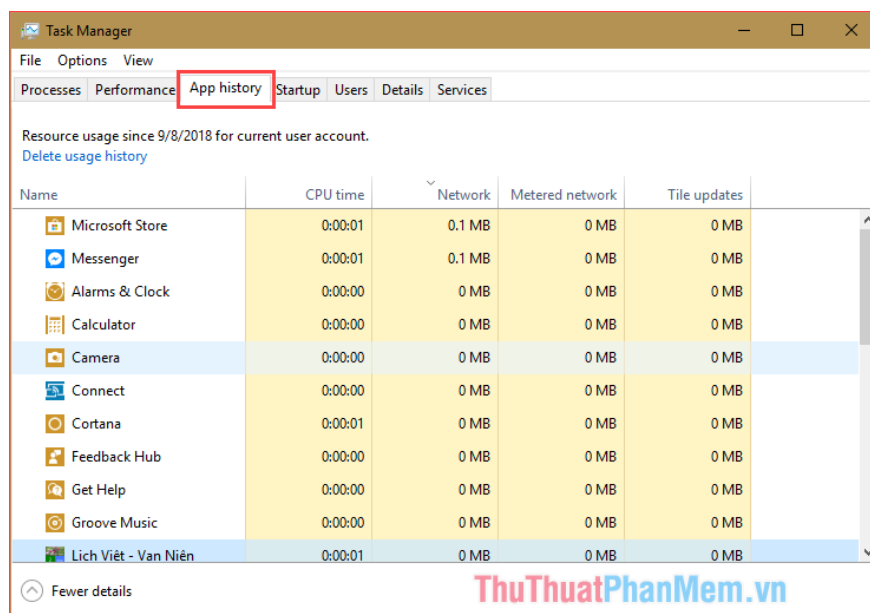 Task Manager
File Options View
Processes Performance App history Startup Users Details Services
Resource usage since 9/8/2018 for current user account.
Delete usage history
Name CPU time Network Metered network Tile updates
Microsoft Store 0:00:01 0.1 MB 0 MB 0 MB
Messenger 0:00:01 0.1 MB 0 MB 0 MB
Alarms & Clock 0:00:00 0 MB 0 MB 0 MB
Calculator 0:00:00 0 MB 0 MB 0 MB
Camera 0:00:00 0 MB 0 MB 0 MB
Connect 0:00:00 0 MB 0 MB 0 MB
Cortana 0:00:01 0 MB 0 MB 0 MB
Feedback Hub 0:00:00 0 MB 0 MB 0 MB
Get Help 0:00:00 0 MB 0 MB 0 MB
Groove Music 0:00:00 0 MB 0 MB 0 MB
Lịch Việt - Vạn Niên 0:00:01 0 MB 0 MB 0 MB
Fewer details
ThuThuatPhanMem.vn